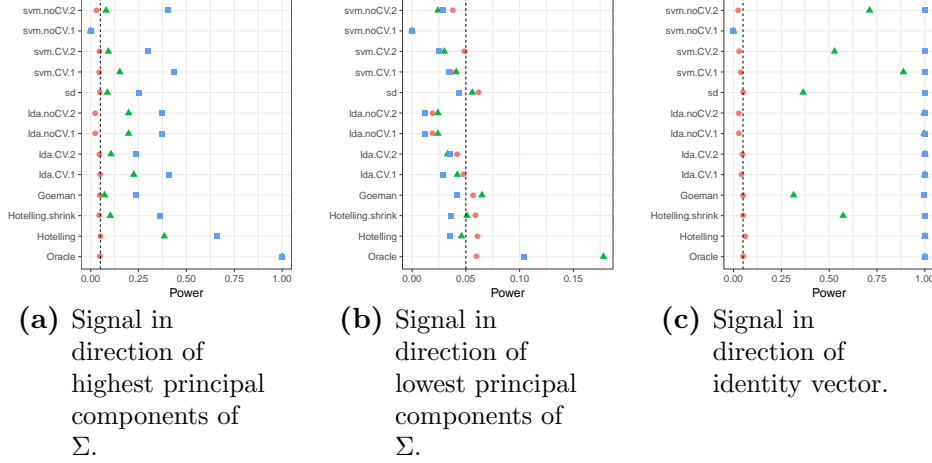 svm.noCV.2
svm.noCV.1
svm.CV.2
svm.CV.1
sd
lda.noCV.2
lda.noCV.1
lda.CV.2
lda.CV.1
Goeman
Hotelling.shrink
Hotelling
Oracle
0.00 0.25 0.50 0.75 1.00
Power
(a) Signal in
direction of
highest principal
components of
Σ.
svm.noCV.2
svm.noCV.1
svm.CV.2
svm.CV.1
sd
lda.noCV.2
lda.noCV.1
lda.CV.2
lda.CV.1
Goeman
Hotelling.shrink
Hotelling
Oracle
0.00 0.05 0.10 0.15
Power
(b) Signal in
direction of
lowest principal
components of
Σ.
svm.noCV.2
svm.noCV.1
svm.CV.2
svm.CV.1
sd
lda.noCV.2
lda.noCV.1
lda.CV.2
lda.CV.1
Goeman
Hotelling.shrink
Hotelling
Oracle
0.00 0.25 0.50 0.75 1.00
Power
(c) Signal in
direction of
identity vector.